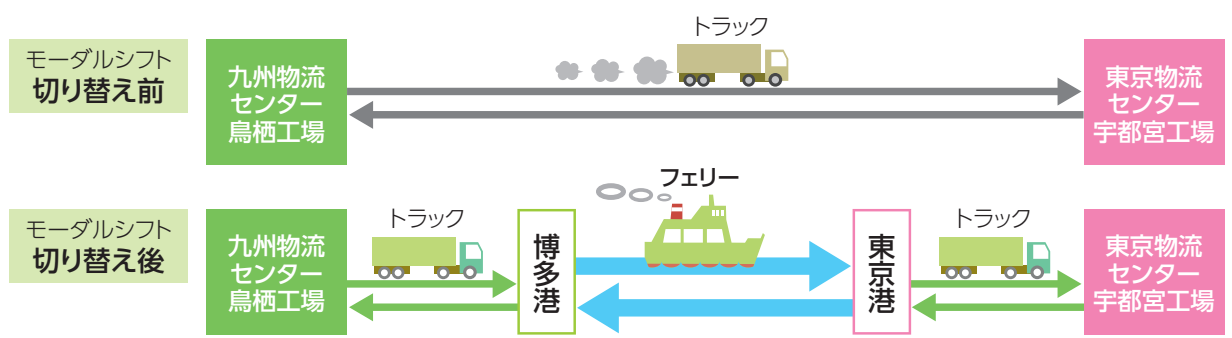 モーダルシフト
切り替え前
九州物流
センター
鳥栖工場
トラック
東京物流
センター
宇都宮工場
モーダルシフト
切り替え後
九州物流
センター
鳥栖工場
トラック
博多港
フェリー
東京港
トラック
東京物流
センター
宇都宮工場